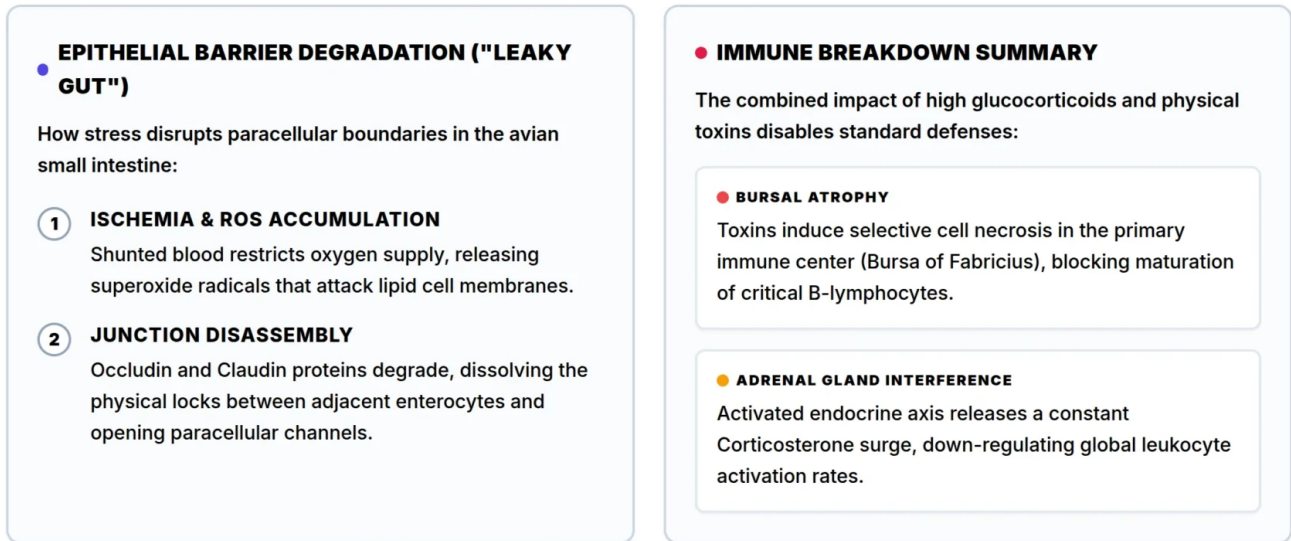 EPITHELIAL BARRIER DEGRADATION ("LEAKY
GUT")
How stress disrupts paracellular boundaries in the avian
small intestine:
1 ISCHEMIA & ROS ACCUMULATION
Shunted blood restricts oxygen supply, releasing
superoxide radicals that attack lipid cell membranes.
2 JUNCTION DISASSEMBLY
Occludin and Claudin proteins degrade, dissolving the
physical locks between adjacent enterocytes and
opening paracellular channels.
IMMUNE BREAKDOWN SUMMARY
The combined impact of high glucocorticoids and physical
toxins disables standard defenses:
BURSAL ATROPHY
Toxins induce selective cell necrosis in the primary
immune center (Bursa of Fabricius), blocking maturation
of critical B-lymphocytes.
ADRENAL GLAND INTERFERENCE
Activated endocrine axis releases a constant
Corticosterone surge, down-regulating global leukocyte
activation rates.